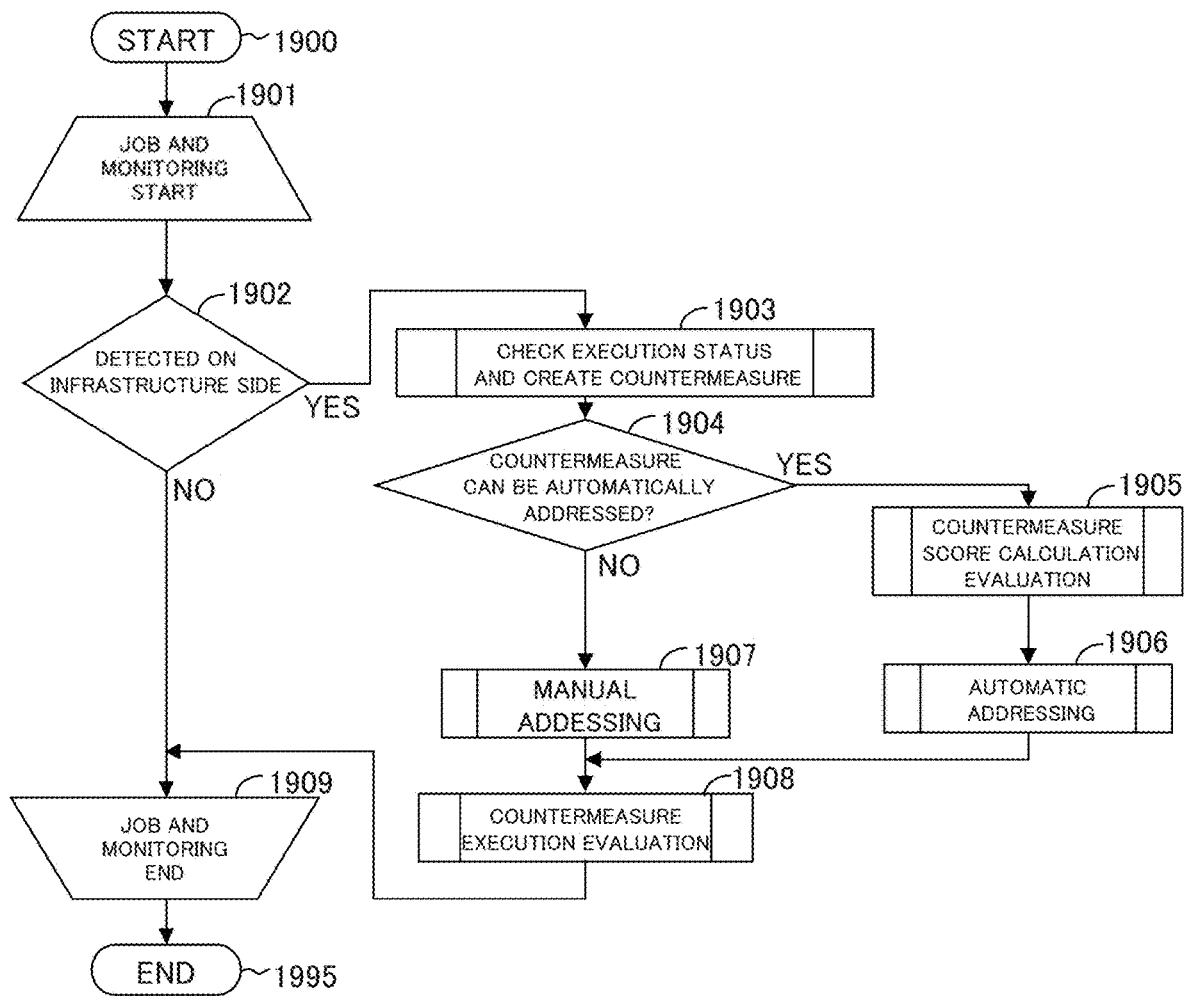 START
1900
1901
JOB AND
MONITORING
START
1902
DETECTED ON
INFRASTRUCTURE SIDE
YES
NO
1903
CHECK EXECUTION STATUS
AND CREATE COUNTERMEASURE
1904
COUNTERMEASURE
CAN BE AUTOMATICALLY
ADDRESSED?
YES
NO
1905
COUNTERMEASURE
SCORE CALCULATION
EVALUATION
1906
AUTOMATIC
ADDRESSING
1907
MANUAL
ADDESSING
1908
COUNTERMEASURE
EXECUTION EVALUATION
1909
JOB AND
MONITORING
END
END
1995